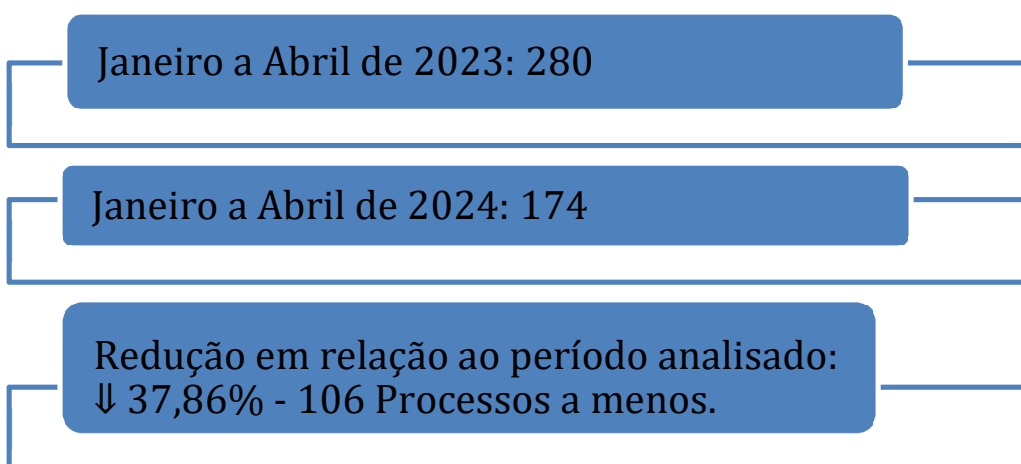 Janeiro a Abril de 2023: 280
Janeiro a Abril de 2024: 174
Redução em relação ao período analisado:
⇓ 37,86% - 106 Processos a menos.